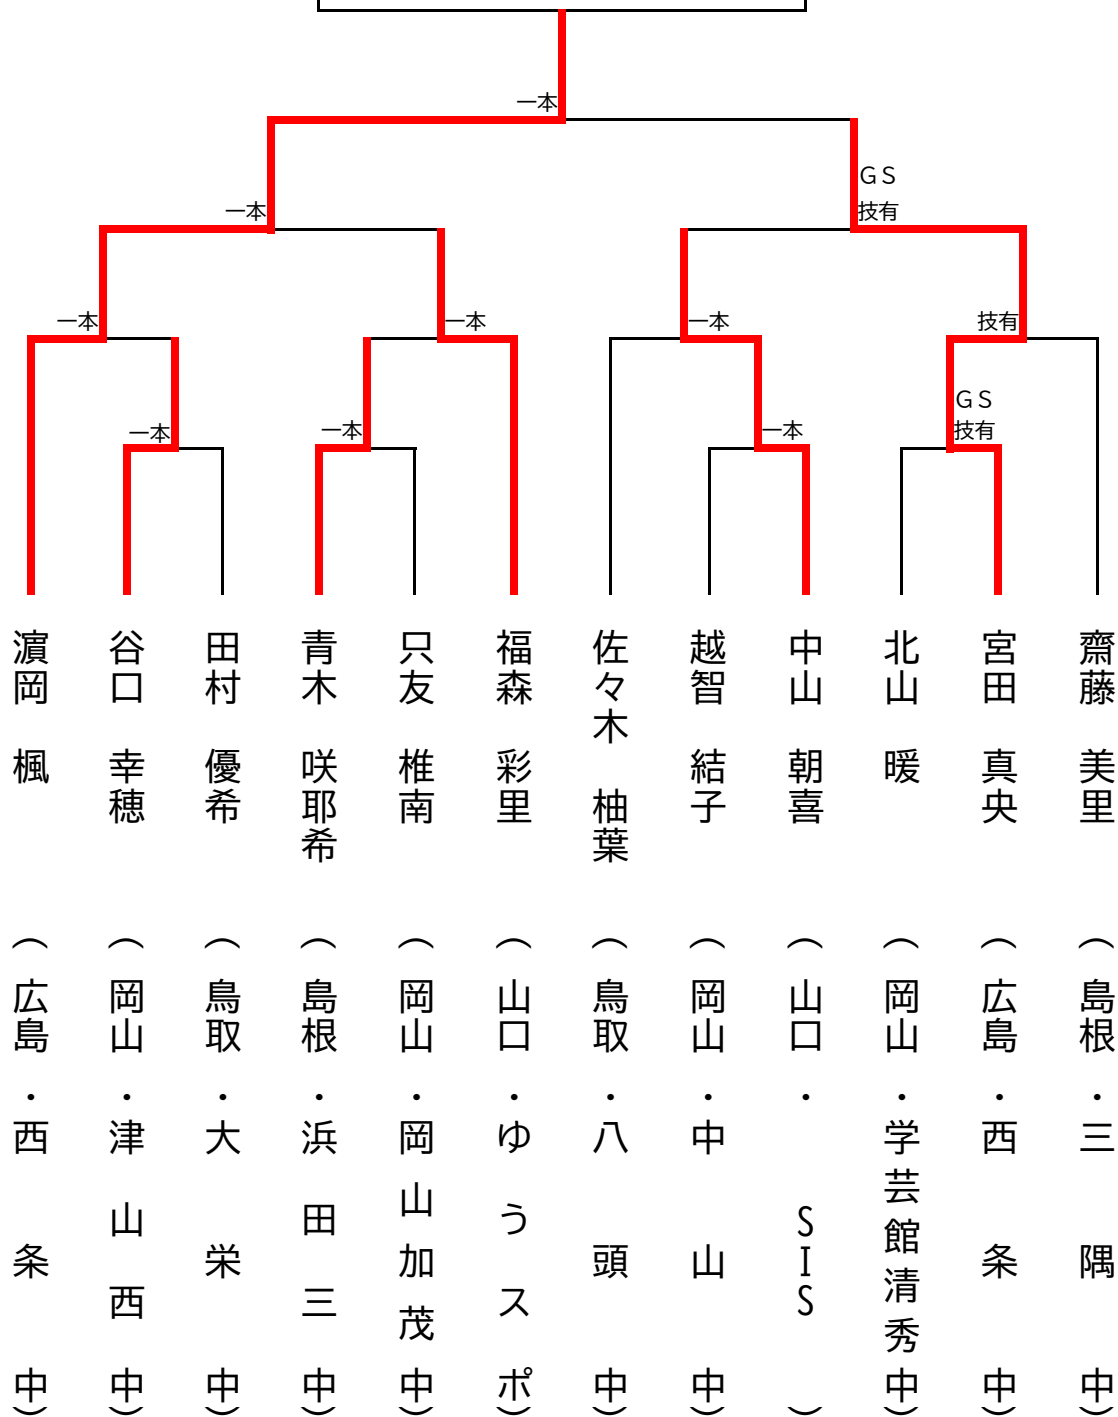 一本
ＧＳ
技有
一本
一本
一本
一本
技有
ＧＳ
技有
一本
一本
一本
濵岡　楓　（広島・西条中）
谷口　幸穂　（岡山・津山西中）
田村　優希　（鳥取・大栄中）
青木　咲耶希　（島根・浜田三中）
只友　椎南　（岡山・岡山加茂中）
福森　彩里　（山口・ゆうスポ）
佐々木　柚葉　（鳥取・八頭中）
越智　結子　（岡山・中山中）
中山　朝喜　（山口・SIS）
北山　暖　（岡山・学芸館清秀中）
宮田　真央　（広島・西条中）
齋藤　美里　（島根・三隅中）